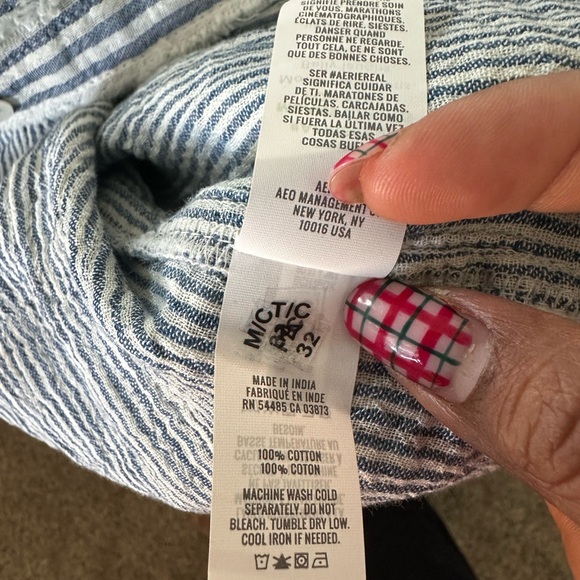 SIGNIFIE PRENDRE SOIN
DE VOUS. MARATHONS
CINÉMATOGRAPHIQUES.
ÉCLATS DE RIRE. SIESTES.
DANSER QUAND
PERSONNE NE REGARDE.
TOUT CELA, CE NE SONT
QUE DES BONNES CHOSES.
SER #AERIEREAL
SIGNIFICA CUIDAR
DE TI. MARATONES DE
PELÍCULAS. CARCAJADAS.
SIESTAS. BAILAR COMO
SI FUERA LA ÚLTIMA VEZ
TODAS ESAS
COSAS
AEO MANAGEMENT
NEW YORK, NY
10016 USA
M/CT/C
32
MADE IN INDIA
FABRIQUÉ EN INDE
RN 54485 CA 03873
100% COTTON
100% COTON
MACHINE WASH COLD
SEPARATELY. DO NOT
BLEACH. TUMBLE DRY LOW.
COOL IRON IF NEEDED.